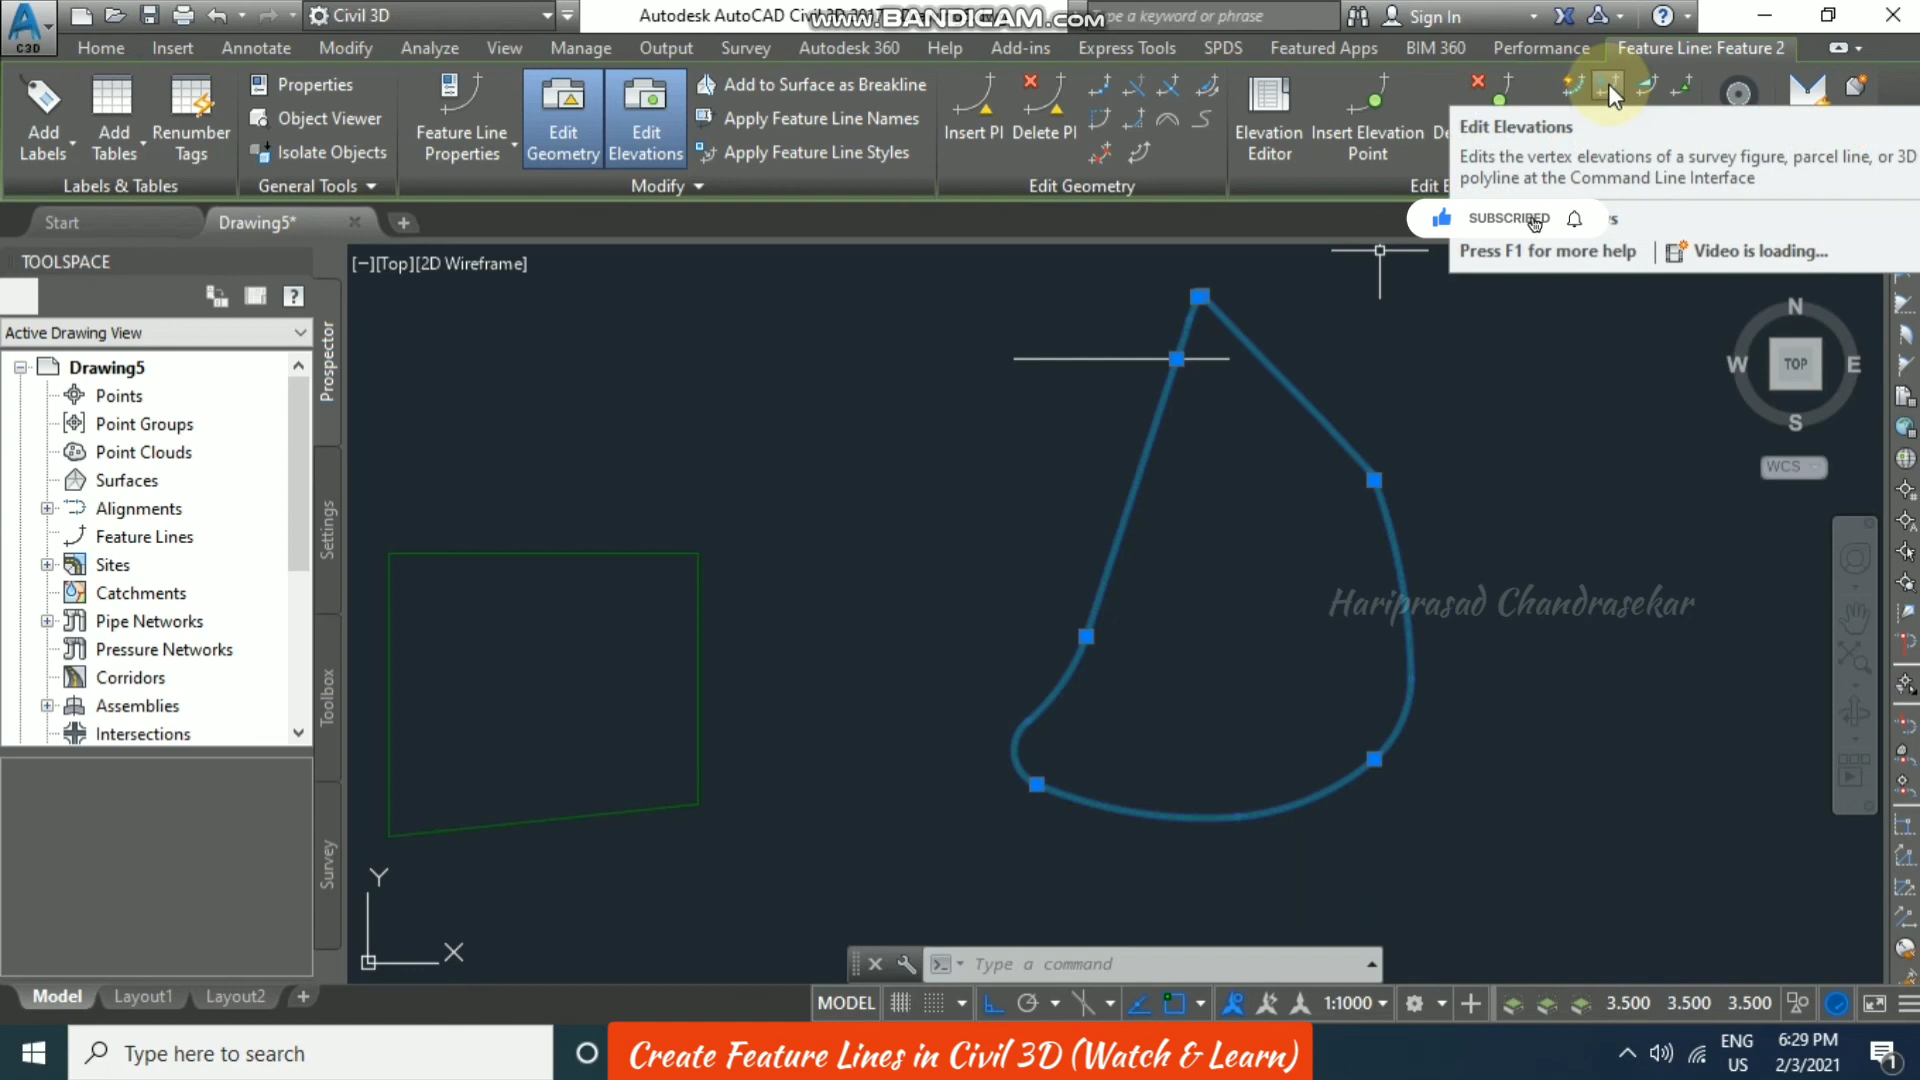 C3D
Civil 3D
Autodesk AutoCAD Civil 3D 2017
www.BANDICAM.com
Type a keyword or phrase
Sign In
Home
Insert
Annotate
Modify
Analyze
View
Manage
Output
Survey
Autodesk 360
Help
Add-ins
Express Tools
SPDS
Featured Apps
BIM 360
Performance
Feature Line: Feature 2
Add Labels
Add Tables
Renumber Tags
Labels & Tables
Properties
Object Viewer
Isolate Objects
General Tools
Feature Line Properties
Edit Geometry
Edit Elevations
Add to Surface as Breakline
Apply Feature Line Names
Apply Feature Line Styles
Modify
Insert PI
Delete PI
Edit Geometry
Elevation Editor
Insert Elevation Point
Edit Elevations
Edits the vertex elevations of a survey figure, parcel line, or 3D
polyline at the Command Line Interface
SUBSCRIBED
Press F1 for more help
Video is loading...
Start
Drawing5*
TOOLSPACE
Active Drawing View
Drawing5
Points
Point Groups
Point Clouds
Surfaces
Alignments
Feature Lines
Sites
Catchments
Pipe Networks
Pressure Networks
Corridors
Assemblies
Intersections
Prospector
Settings
Toolbox
Survey
[−][Top][2D Wireframe]
N
W
TOP
E
S
WCS
Hariprasad Chandrasekar
Y
X
Type a command
Model
Layout1
Layout2
MODEL
1:1000
3.500
3.500
3.500
Type here to search
Create Feature Lines in Civil 3D (Watch & Learn)
ENG
US
6:29 PM
2/3/2021
1